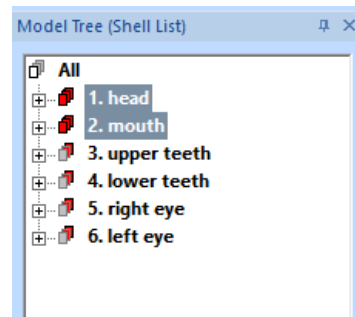 Model Tree (Shell List)
All
1. head
2. mouth
3. upper teeth
4. lower teeth
5. right eye
6. left eye